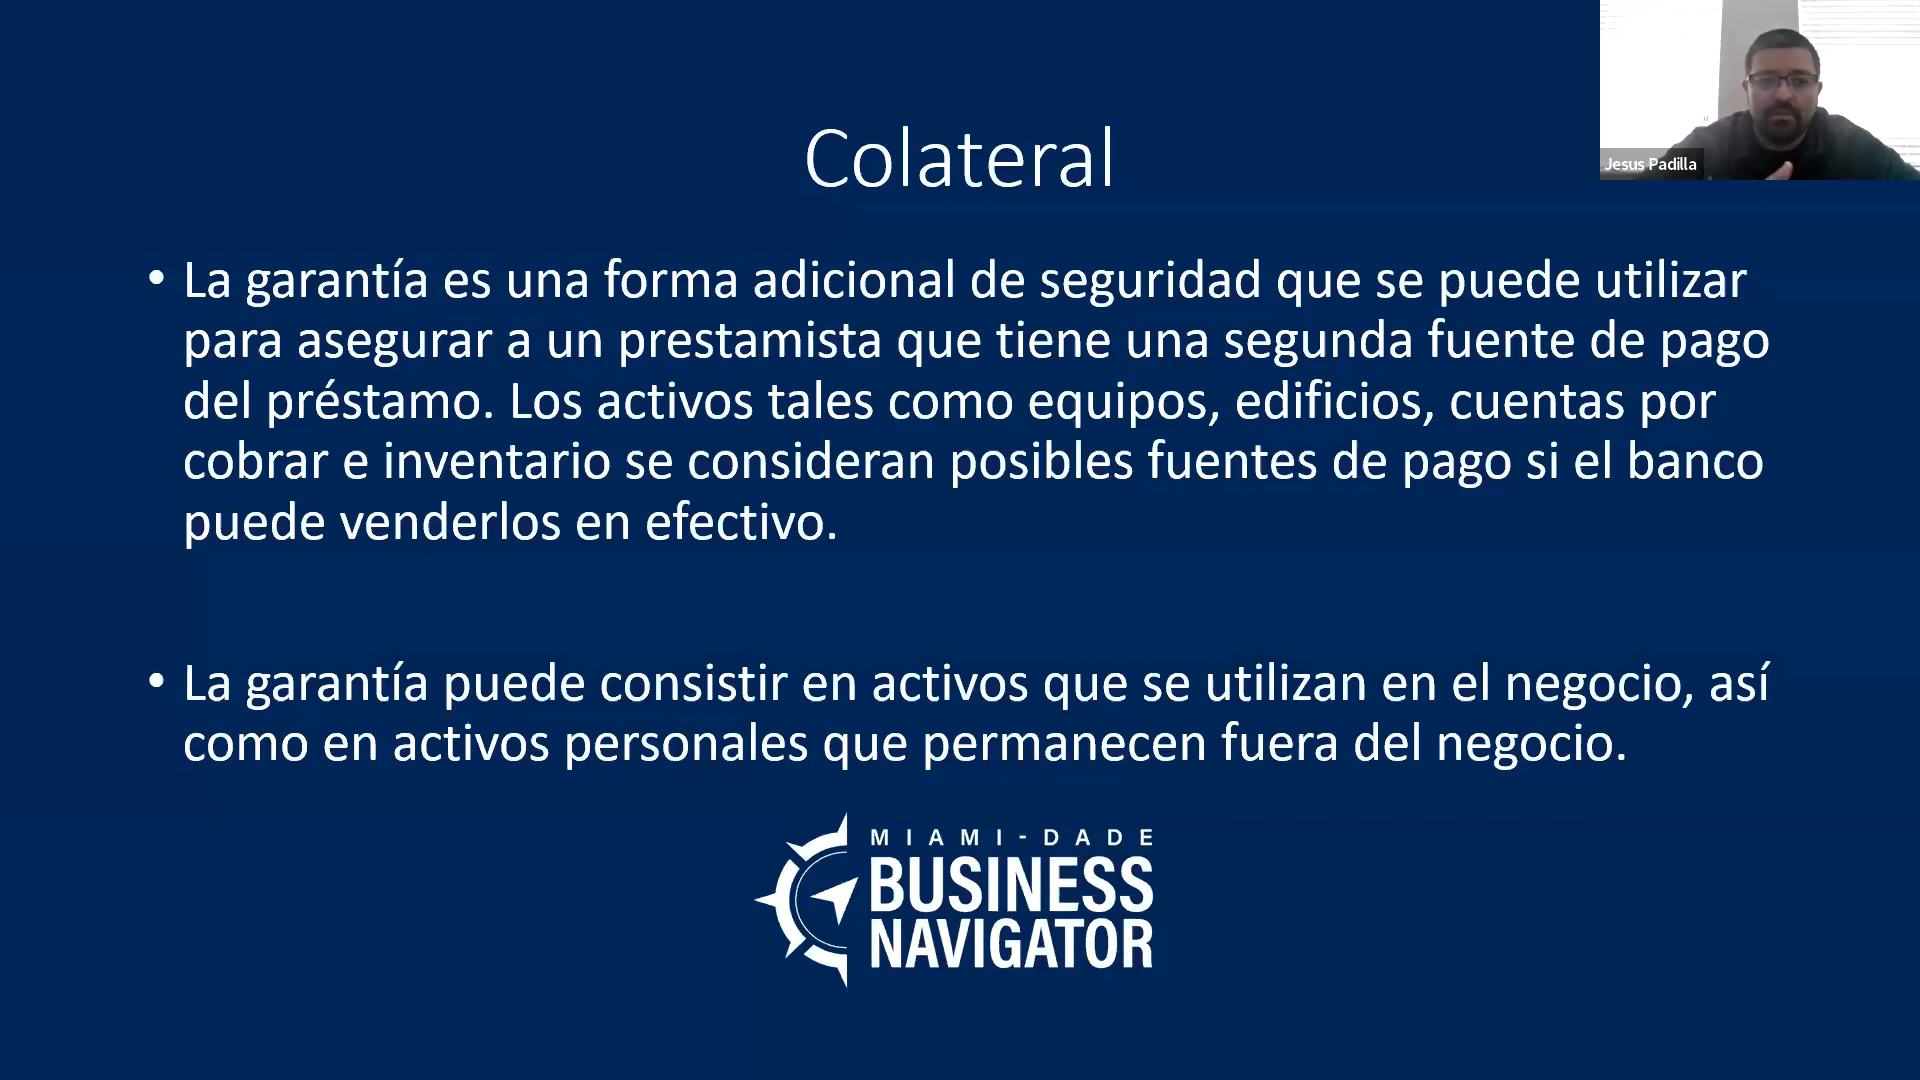 Colateral
Jesus Padilla
• La garantía es una forma adicional de seguridad que se puede utilizar
para asegurar a un prestamista que tiene una segunda fuente de pago
del préstamo. Los activos tales como equipos, edificios, cuentas por
cobrar e inventario se consideran posibles fuentes de pago si el banco
puede venderlos en efectivo.
• La garantía puede consistir en activos que se utilizan en el negocio, así
como en activos personales que permanecen fuera del negocio.
MIAMI-DADE
BUSINESS
NAVIGATOR